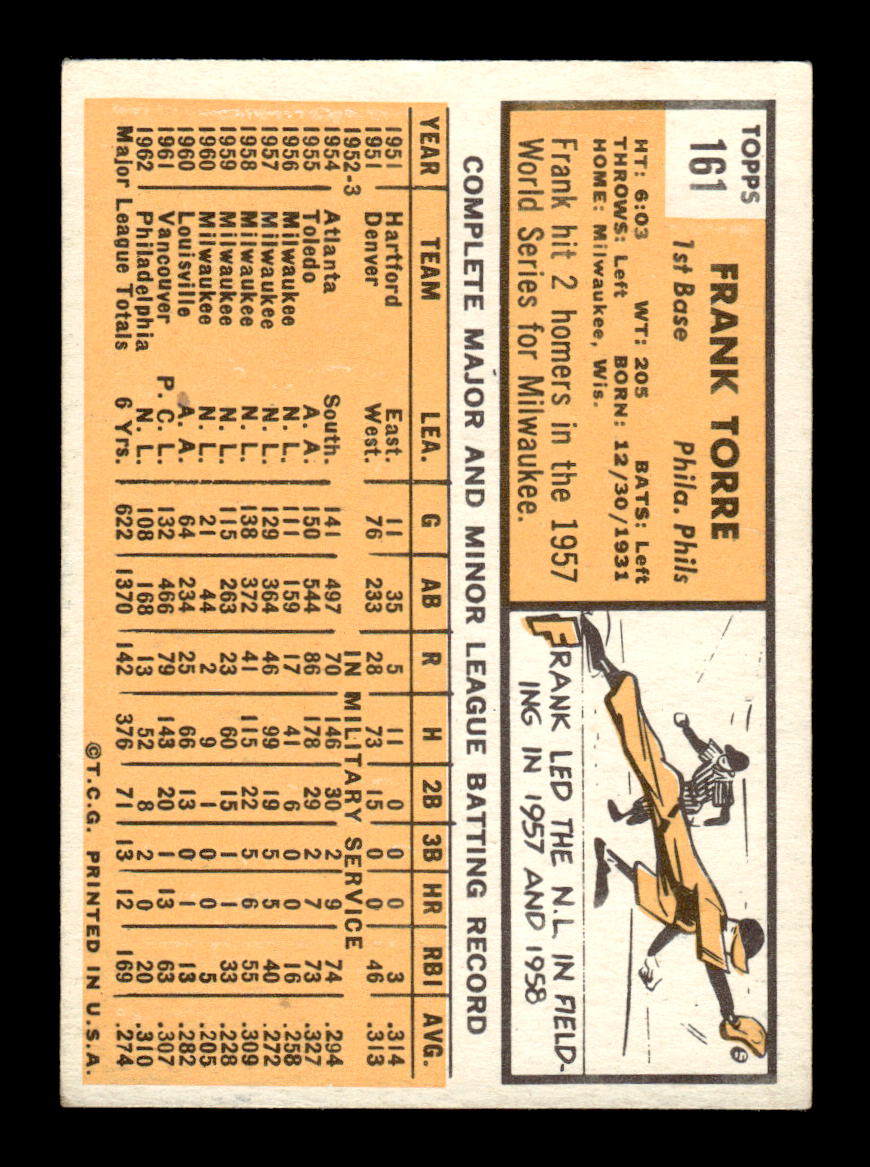 TOPPS
161
FRANK TORRE
1st Base Phila. Phils
HT: 6:03 WT: 205 BATS: Left
THROWS: Left BORN: 12/30/1931
HOME: Milwaukee, Wis.
Frank hit 2 homers in the 1957
World Series for Milwaukee.
FRANK LED THE N.L. IN FIELD-
ING IN 1957 AND 1958
COMPLETE MAJOR AND MINOR LEAGUE BATTING RECORD
YEAR TEAM LEA. G AB R H 2B 3B HR RBI AVG.
1951 Hartford East. 11 35 5 11 0 0 0 3 .314
1951 Denver West. 76 233 28 73 15 0 0 46 .313
1952-3 IN MILITARY SERVICE
1954 Atlanta South. 141 497 70 146 30 2 9 74 .294
1955 Toledo A. A. 150 544 86 178 29 2 7 73 .327
1956 Milwaukee N. L. 111 159 17 41 6 0 0 16 .258
1957 Milwaukee N. L. 129 364 46 99 19 5 5 40 .272
1958 Milwaukee N. L. 138 372 41 115 22 5 6 55 .309
1959 Milwaukee N. L. 115 263 23 60 15 1 1 33 .228
1960 Milwaukee N. L. 21 44 2 9 1 0 0 5 .205
1960 Louisville A. A. 64 234 25 66 13 0 1 13 .282
1961 Vancouver P. C. L. 132 466 79 143 20 1 13 63 .307
1962 Philadelphia N. L. 108 168 13 52 8 2 0 20 .310
Major League Totals 6 Yrs. 622 1370 142 376 71 13 12 169 .274
©T.C.G. PRINTED IN U.S.A.